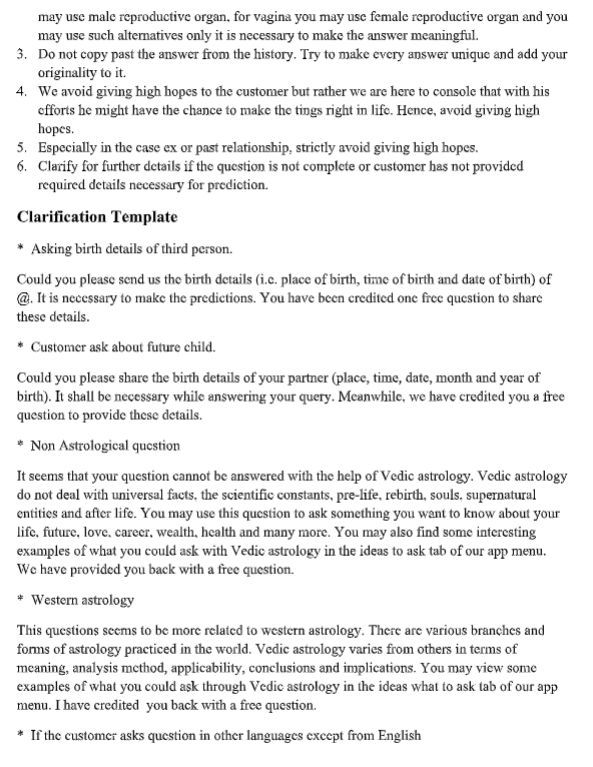 may use male reproductive organ, for vagina you may use female reproductive organ and you
may use such alternatives only it is necessary to make the answer meaningful.
3. Do not copy past the answer from the history. Try to make every answer unique and add your
originality to it.
4. We avoid giving high hopes to the customer but rather we are here to console that with his
efforts he might have the chance to make the tings right in life. Hence, avoid giving high
hopes.
5. Especially in the case ex or past relationship, strictly avoid giving high hopes.
6. Clarify for further details if the question is not complete or customer has not provided
required details necessary for prediction.
Clarification Template
* Asking birth details of third person.
Could you please send us the birth details (i.e. place of birth, time of birth and date of birth) of
@. It is necessary to make the predictions. You have been credited one free question to share
these details.
* Customer ask about future child.
Could you please share the birth details of your partner (place, time, date, month and year of
birth). It shall be necessary while answering your query. Meanwhile, we have credited you a free
question to provide these details.
* Non Astrological question
It seems that your question cannot be answered with the help of Vedic astrology. Vedic astrology
do not deal with universal facts, the scientific constants, pre-life, rebirth, souls, supernatural
entities and after life. You may use this question to ask something you want to know about your
life, future, love, career, wealth, health and many more. You may also find some interesting
examples of what you could ask with Vedic astrology in the ideas to ask tab of our app menu.
We have provided you back with a free question.
* Western astrology
This questions seems to be more related to western astrology. There are various branches and
forms of astrology practiced in the world. Vedic astrology varies from others in terms of
meaning, analysis method, applicability, conclusions and implications. You may view some
examples of what you could ask through Vedic astrology in the ideas what to ask tab of our app
menu. I have credited you back with a free question.
* If the customer asks question in other languages except from English